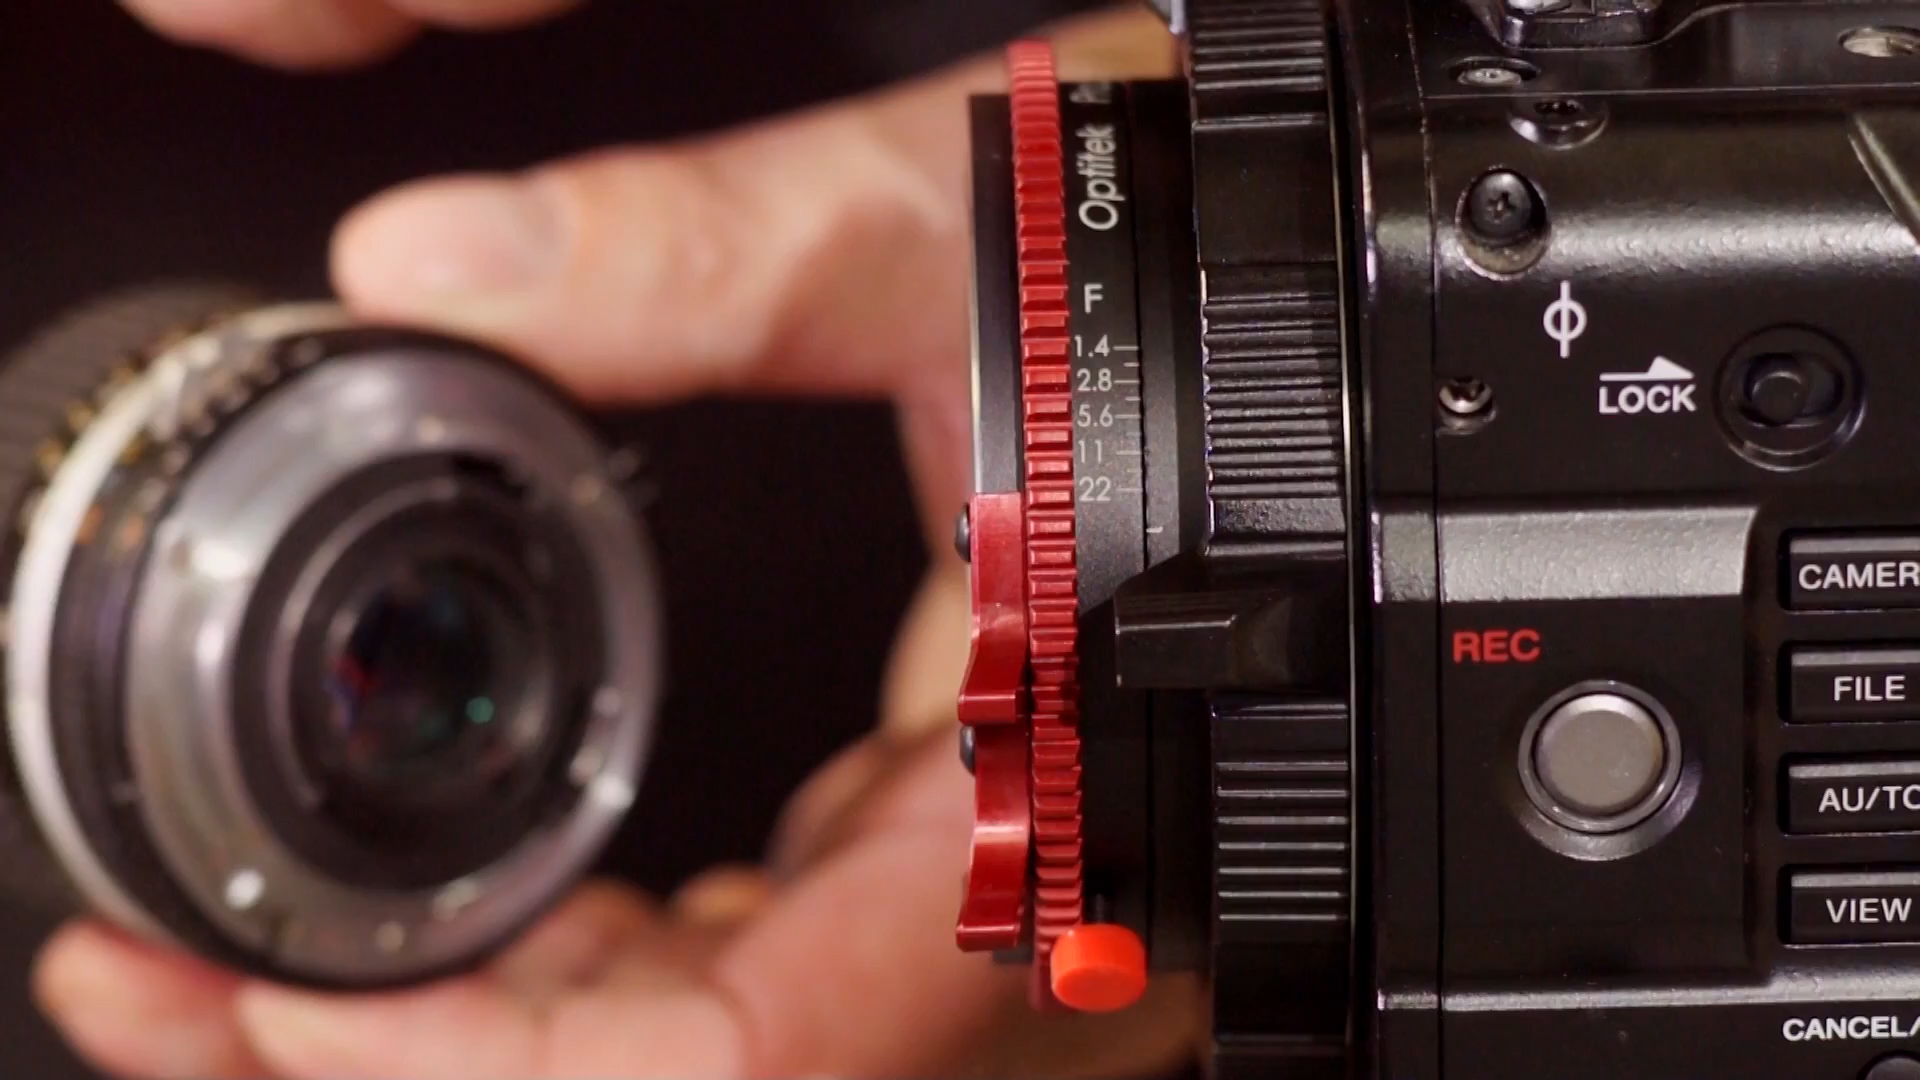 Optitek
F
1.4
2.8
5.6
11
22
LOCK
REC
CAMER
FILE
AU/TC
VIEW
CANCEL/